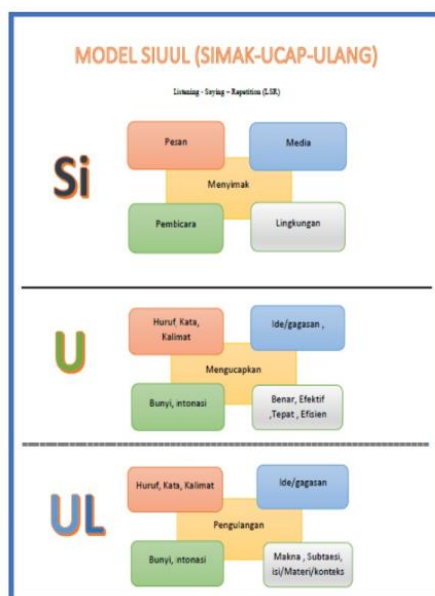 MODEL SIUUL (SIMAK-UCAP-ULANG)
Listening - Saying – Repetition (LSR)
Si
Pesan
Media
Menyimak
Pembicara
Lingkungan
U
Huruf, Kata,
Kalimat
Ide/gagasan ,
Mengucapkan
Bunyi, intonasi
Benar, Efektif
,Tepat , Efisien
UL
Huruf, Kata, Kalimat
Ide/gagasan
Pengulangan
Bunyi, intonasi
Makna , Subtaesi,
isi/Materi/konteks